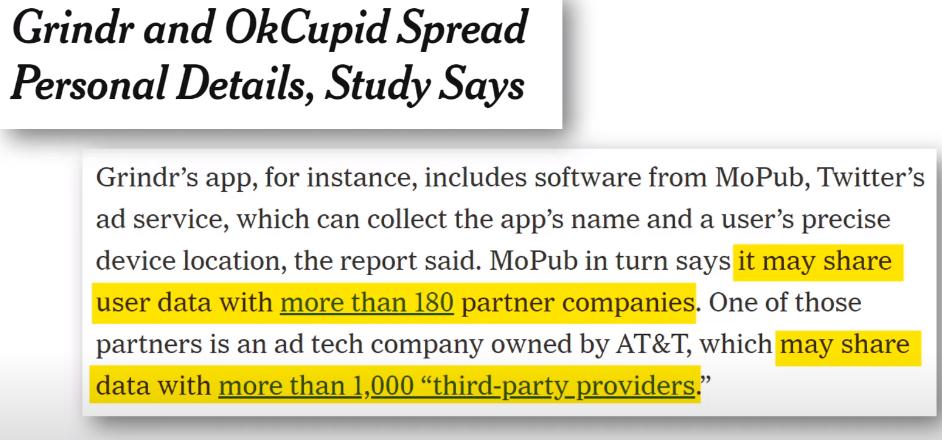 Grindr and OkCupid Spread
Personal Details, Study Says
Grindr’s app, for instance, includes software from MoPub, Twitter’s
ad service, which can collect the app’s name and a user’s precise
device location, the report said. MoPub in turn says it may share
user data with more than 180 partner companies. One of those
partners is an ad tech company owned by AT&T, which may share
data with more than 1,000 “third-party providers.”